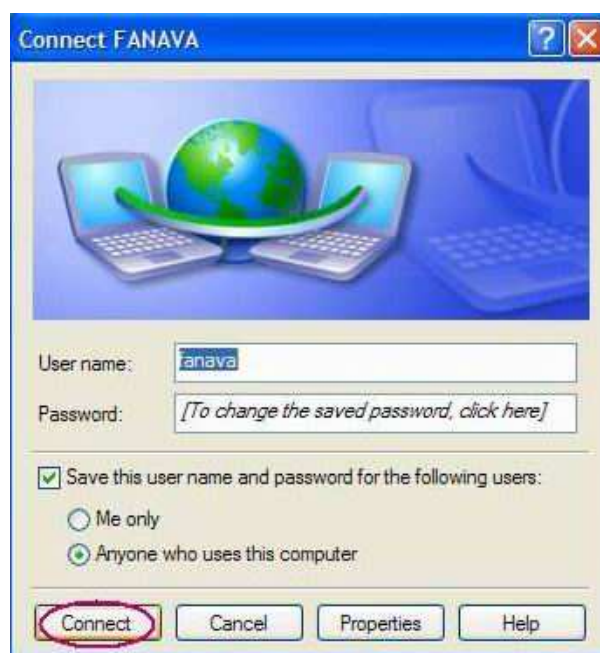 Connect FANAVA
User name: fanava
Password: [To change the saved password, click here]
Save this user name and password for the following users:
Me only
Anyone who uses this computer
Connect Cancel Properties Help